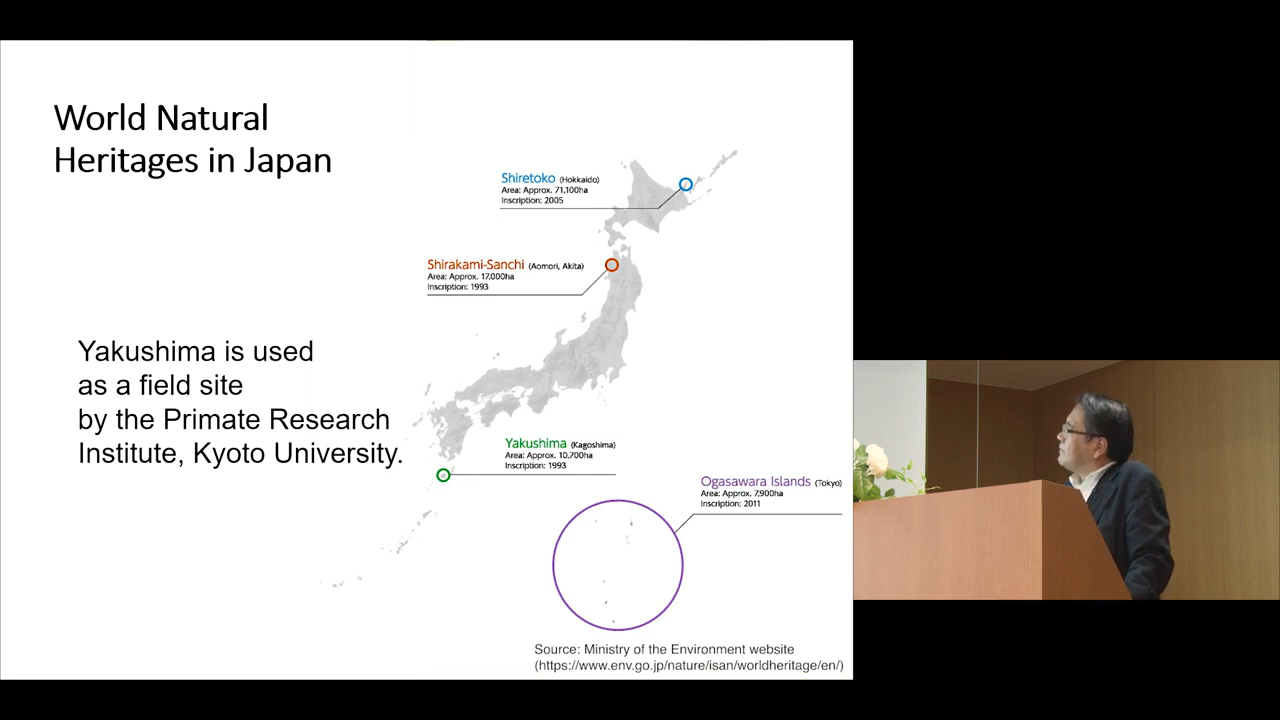 World Natural
Heritages in Japan
Shiretoko (Hokkaido)
Area: Approx. 71,100ha
Inscription: 2005
Shirakami-Sanchi (Aomori, Akita)
Area: Approx. 17,000ha
Inscription: 1993
Yakushima is used
as a field site
by the Primate Research
Institute, Kyoto University.
Yakushima (Kagoshima)
Area: Approx. 10,700ha
Inscription: 1993
Ogasawara Islands (Tokyo)
Area: Approx. 7,900ha
Inscription: 2011
Source: Ministry of the Environment website
(https://www.env.go.jp/nature/isan/worldheritage/en/)